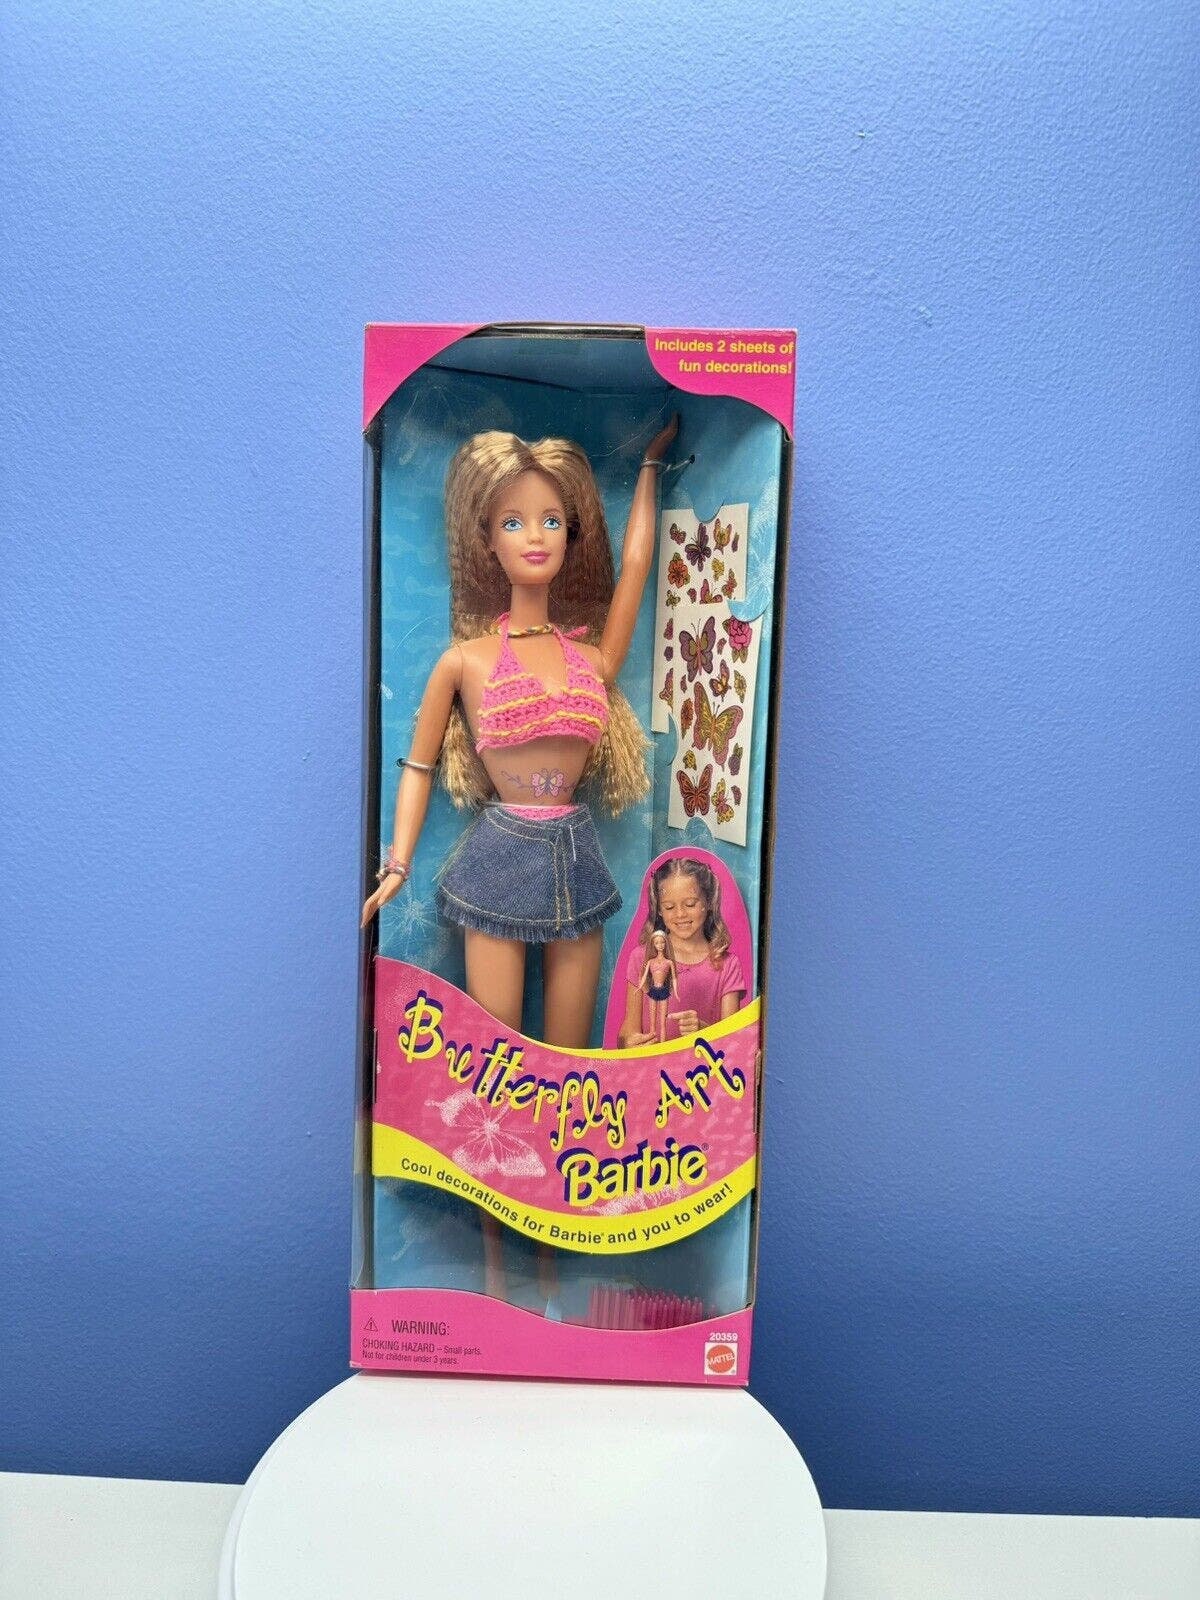 Includes 2 sheets of
fun decorations!
Butterfly Art
Barbie®
Cool decorations for Barbie® and you to wear!
⚠ WARNING:
CHOKING HAZARD – Small parts.
Not for children under 3 years.
20359
MATTEL